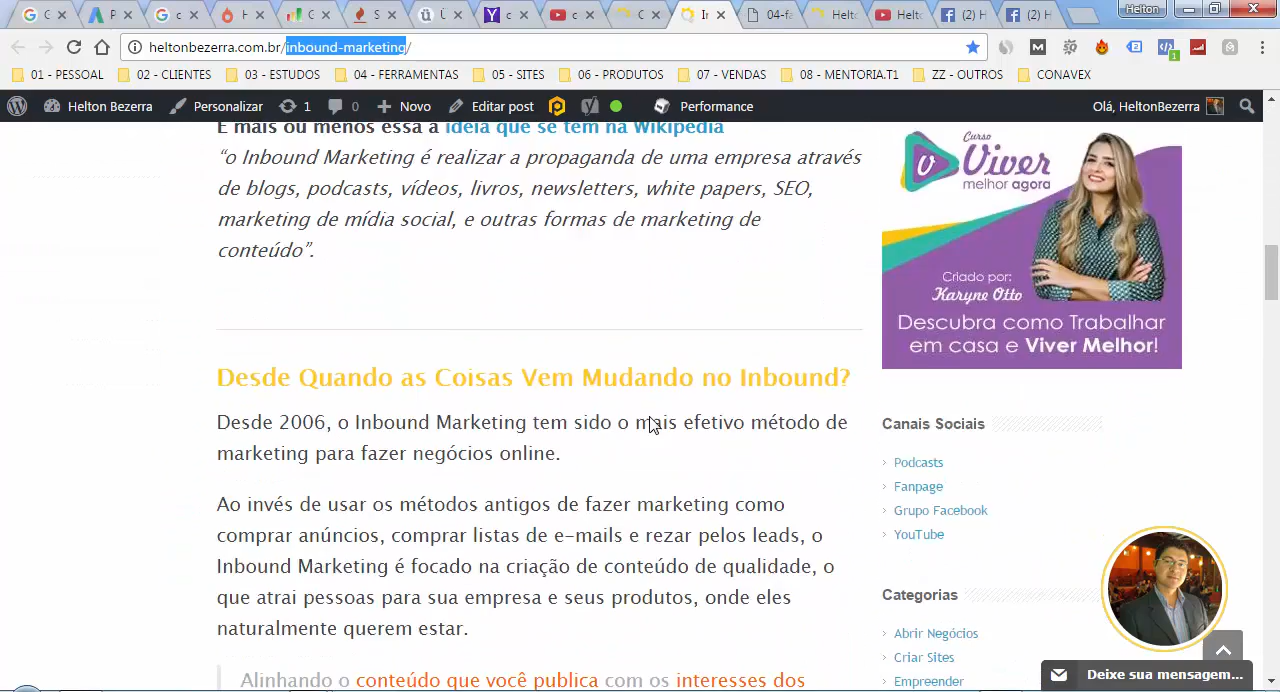 G C
P
G c
H
G
S
Ü
Y c
c
C
Ir
04-fa
Helt
Helto
(2) H
(2) H
Helton
heltonbezerra.com.br/inbound-marketing/
1
01 - PESSOAL
02 - CLIENTES
03 - ESTUDOS
04 - FERRAMENTAS
05 - SITES
06 - PRODUTOS
07 - VENDAS
08 - MENTORIA.T1
ZZ - OUTROS
CONAVEX
Helton Bezerra
Personalizar
1
0
Novo
Editar post
Performance
Olá, HeltonBezerra
É mais ou menos essa a ideia que se tem na Wikipedia
“o Inbound Marketing é realizar a propaganda de uma empresa através
de blogs, podcasts, vídeos, livros, newsletters, white papers, SEO,
marketing de mídia social, e outras formas de marketing de
conteúdo”.
Desde Quando as Coisas Vem Mudando no Inbound?
Desde 2006, o Inbound Marketing tem sido o mais efetivo método de
marketing para fazer negócios online.
Ao invés de usar os métodos antigos de fazer marketing como
comprar anúncios, comprar listas de e-mails e rezar pelos leads, o
Inbound Marketing é focado na criação de conteúdo de qualidade, o
que atrai pessoas para sua empresa e seus produtos, onde eles
naturalmente querem estar.
Alinhando o conteúdo que você publica com os interesses dos
Curso
Viver
melhor agora
Criado por:
Karyne Otto
Descubra como Trabalhar
em casa e Viver Melhor!
Canais Sociais
Podcasts
Fanpage
Grupo Facebook
YouTube
Categorias
Abrir Negócios
Criar Sites
Empreender
Deixe sua mensagem...